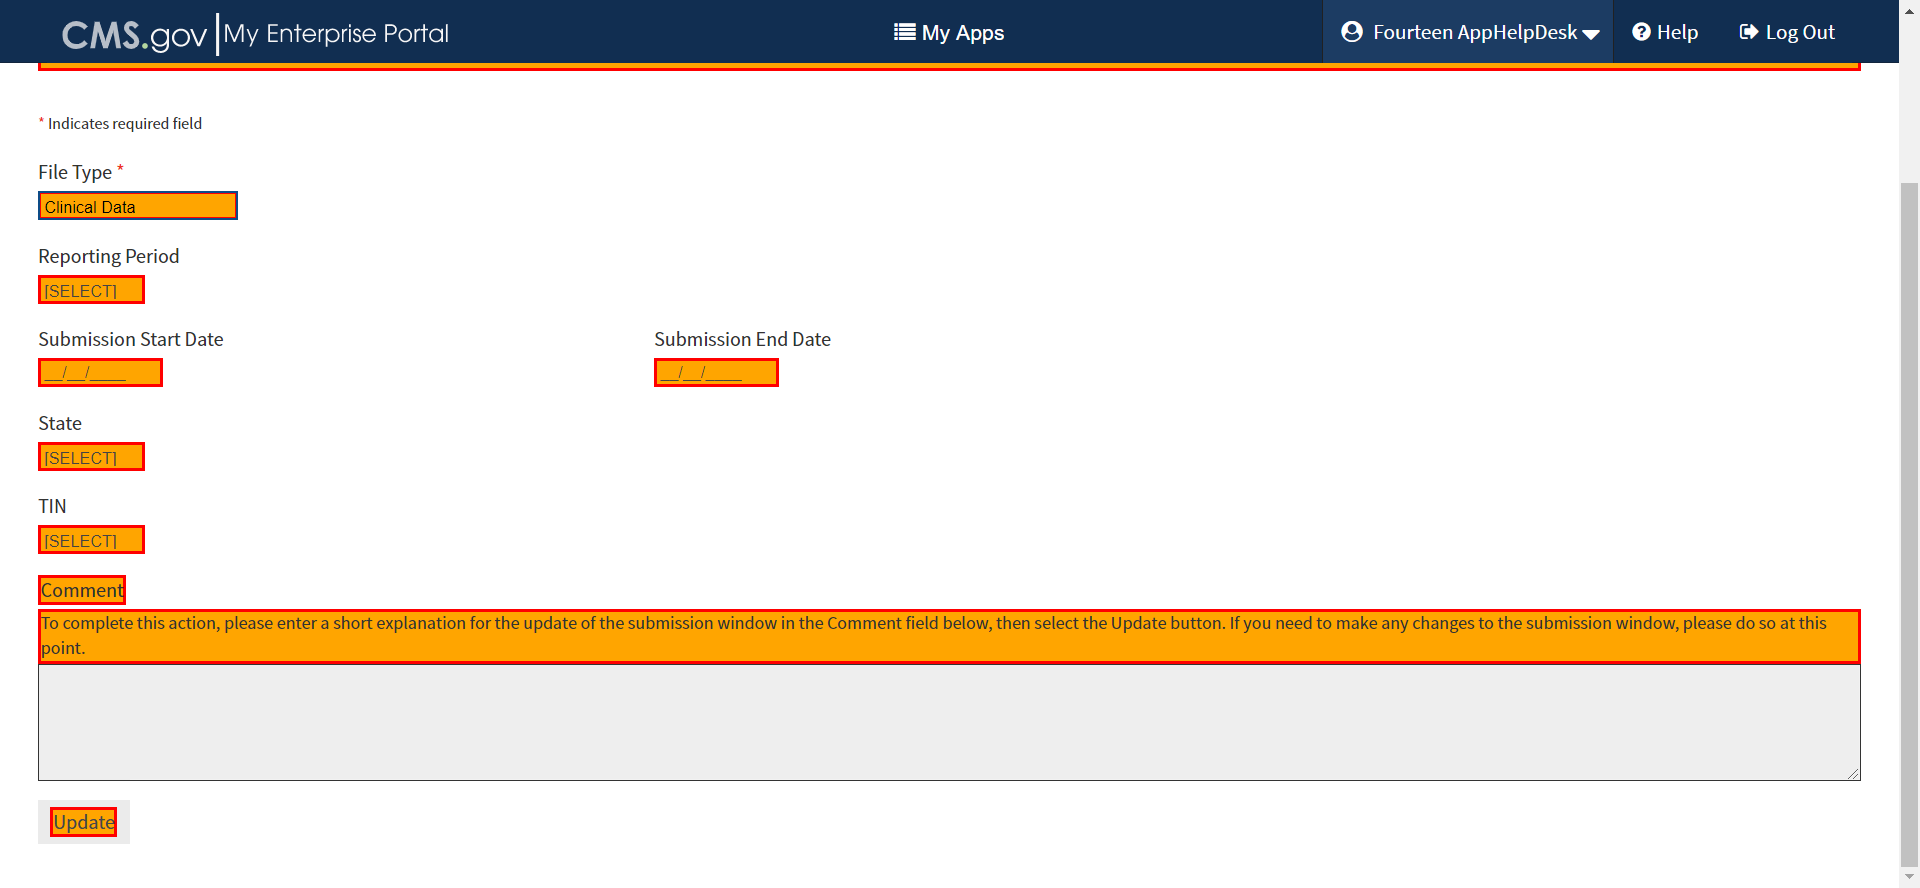 CMS.gov My Enterprise Portal My Apps Fourteen AppHelpDesk Help Log Out
* Indicates required field
File Type *
Clinical Data
Reporting Period
[SELECT]
Submission Start Date Submission End Date
__/__/____ __/__/____
State
[SELECT]
TIN
[SELECT]
Comment
To complete this action, please enter a short explanation for the update of the submission window in the Comment field below, then select the Update button. If you need to make any changes to the submission window, please do so at this
point.
Update